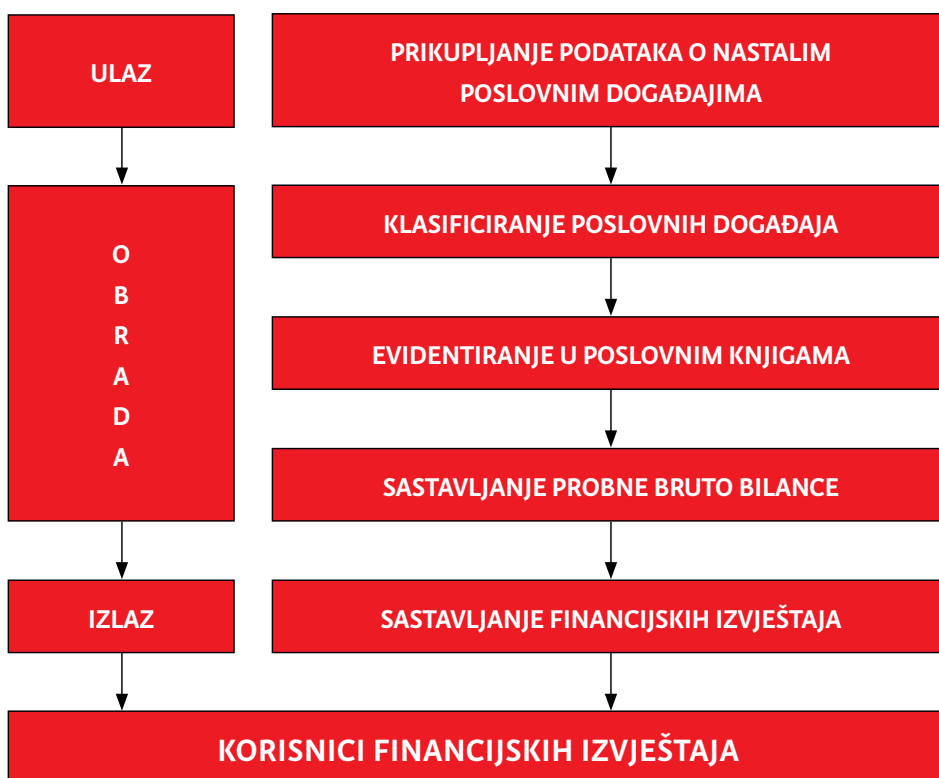 ULAZ
PRIKUPLJANJE PODATAKA O NASTALIM
POSLOVNIM DOGAĐAJIMA
O
B
R
A
D
A
KLASIFICIRANJE POSLOVNIH DOGAĐAJA
EVIDENTIRANJE U POSLOVNIM KNJIGAMA
SASTAVLJANJE PROBNE BRUTO BILANCE
IZLAZ
SASTAVLJANJE FINANCIJSKIH IZVJEŠTAJA
KORISNICI FINANCIJSKIH IZVJEŠTAJA